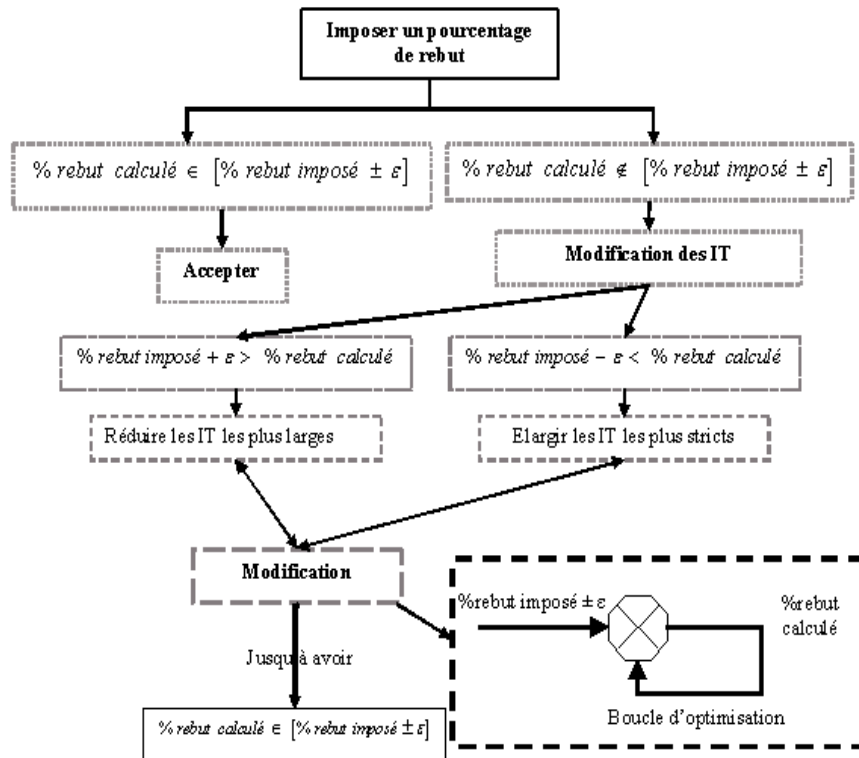 Imposer un pourcentage
de rebut
% rebut calculé ∈ [% rebut imposé ± ε]
% rebut calculé ∉ [% rebut imposé ± ε]
Accepter
Modification des IT
% rebut imposé + ε > % rebut calculé
% rebut imposé − ε < % rebut calculé
Réduire les IT les plus larges
Elargir les IT les plus stricts
Modification
%rebut imposé ± ε
%rebut
calculé
Jusqu'à avoir
Boucle d'optimisation
% rebut calculé ∈ [% rebut imposé ± ε]